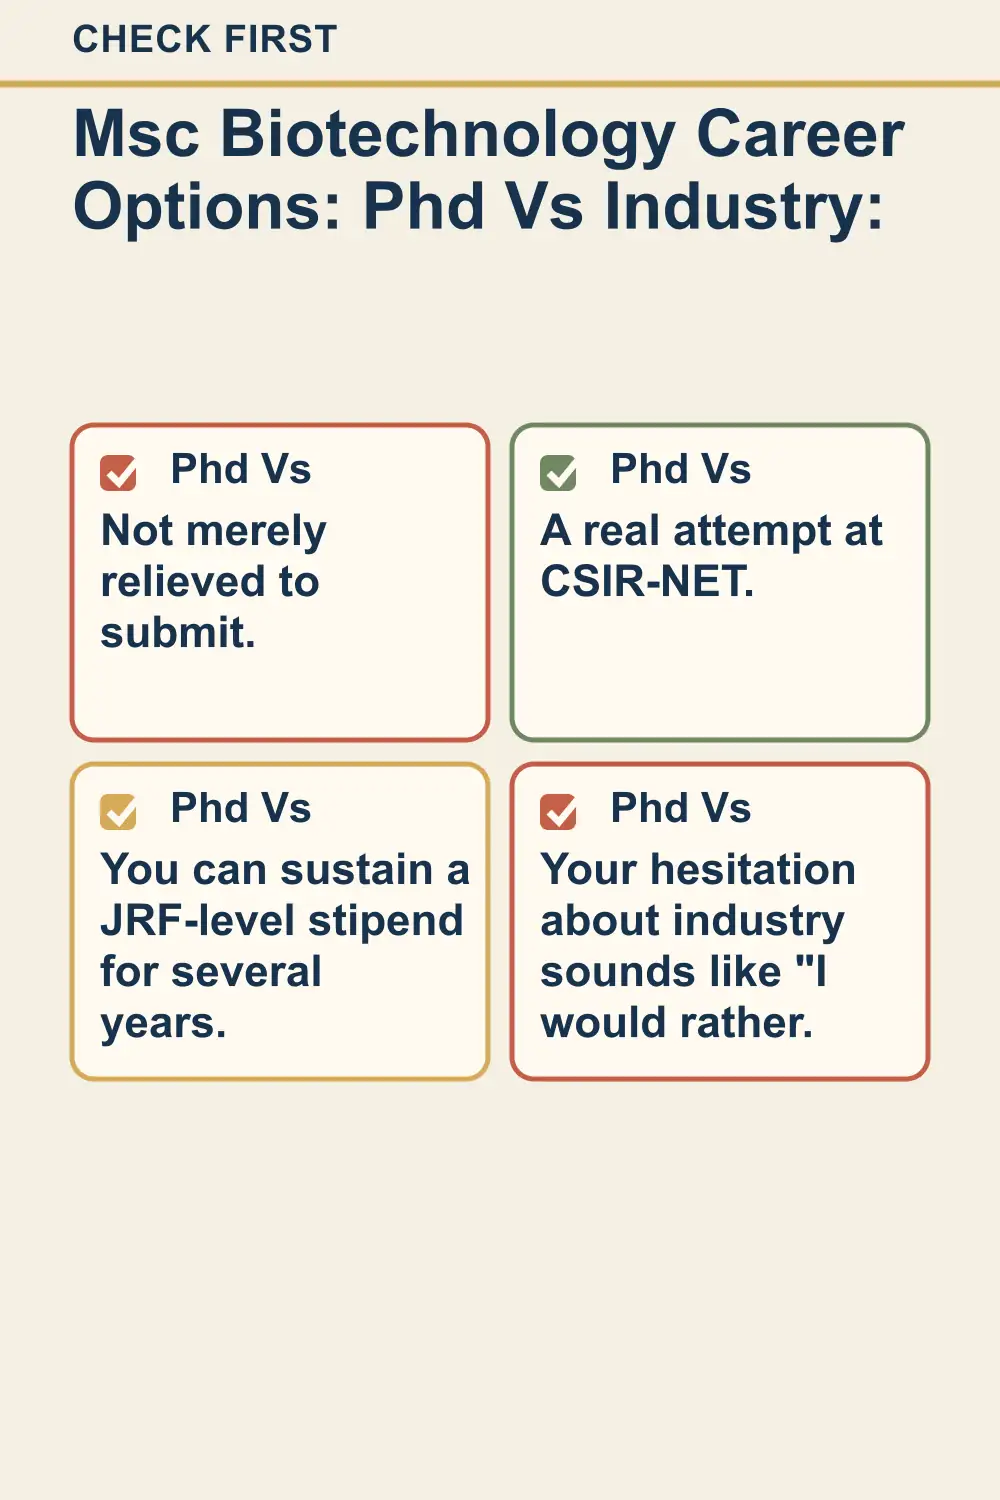 CHECK FIRST
Msc Biotechnology Career
Options: Phd Vs Industry:
Phd Vs
Not merely
relieved to
submit.
Phd Vs
A real attempt at
CSIR-NET.
Phd Vs
You can sustain a
JRF-level stipend
for several
years.
Phd Vs
Your hesitation
about industry
sounds like "I
would rather.